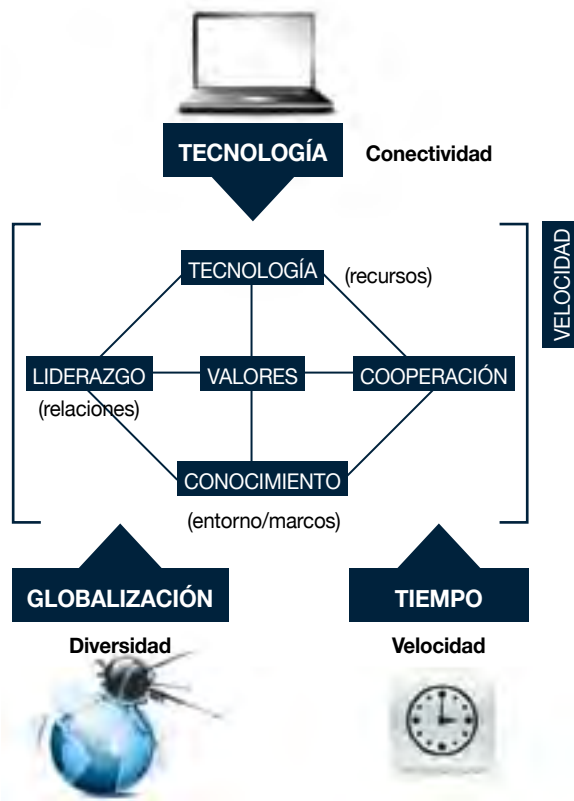 TECNOLOGÍA
Conectividad
VELOCIDAD
TECNOLOGÍA
(recursos)
LIDERAZGO
VALORES
COOPERACIÓN
(relaciones)
CONOCIMIENTO
(entorno/marcos)
GLOBALIZACIÓN
TIEMPO
Diversidad
Velocidad